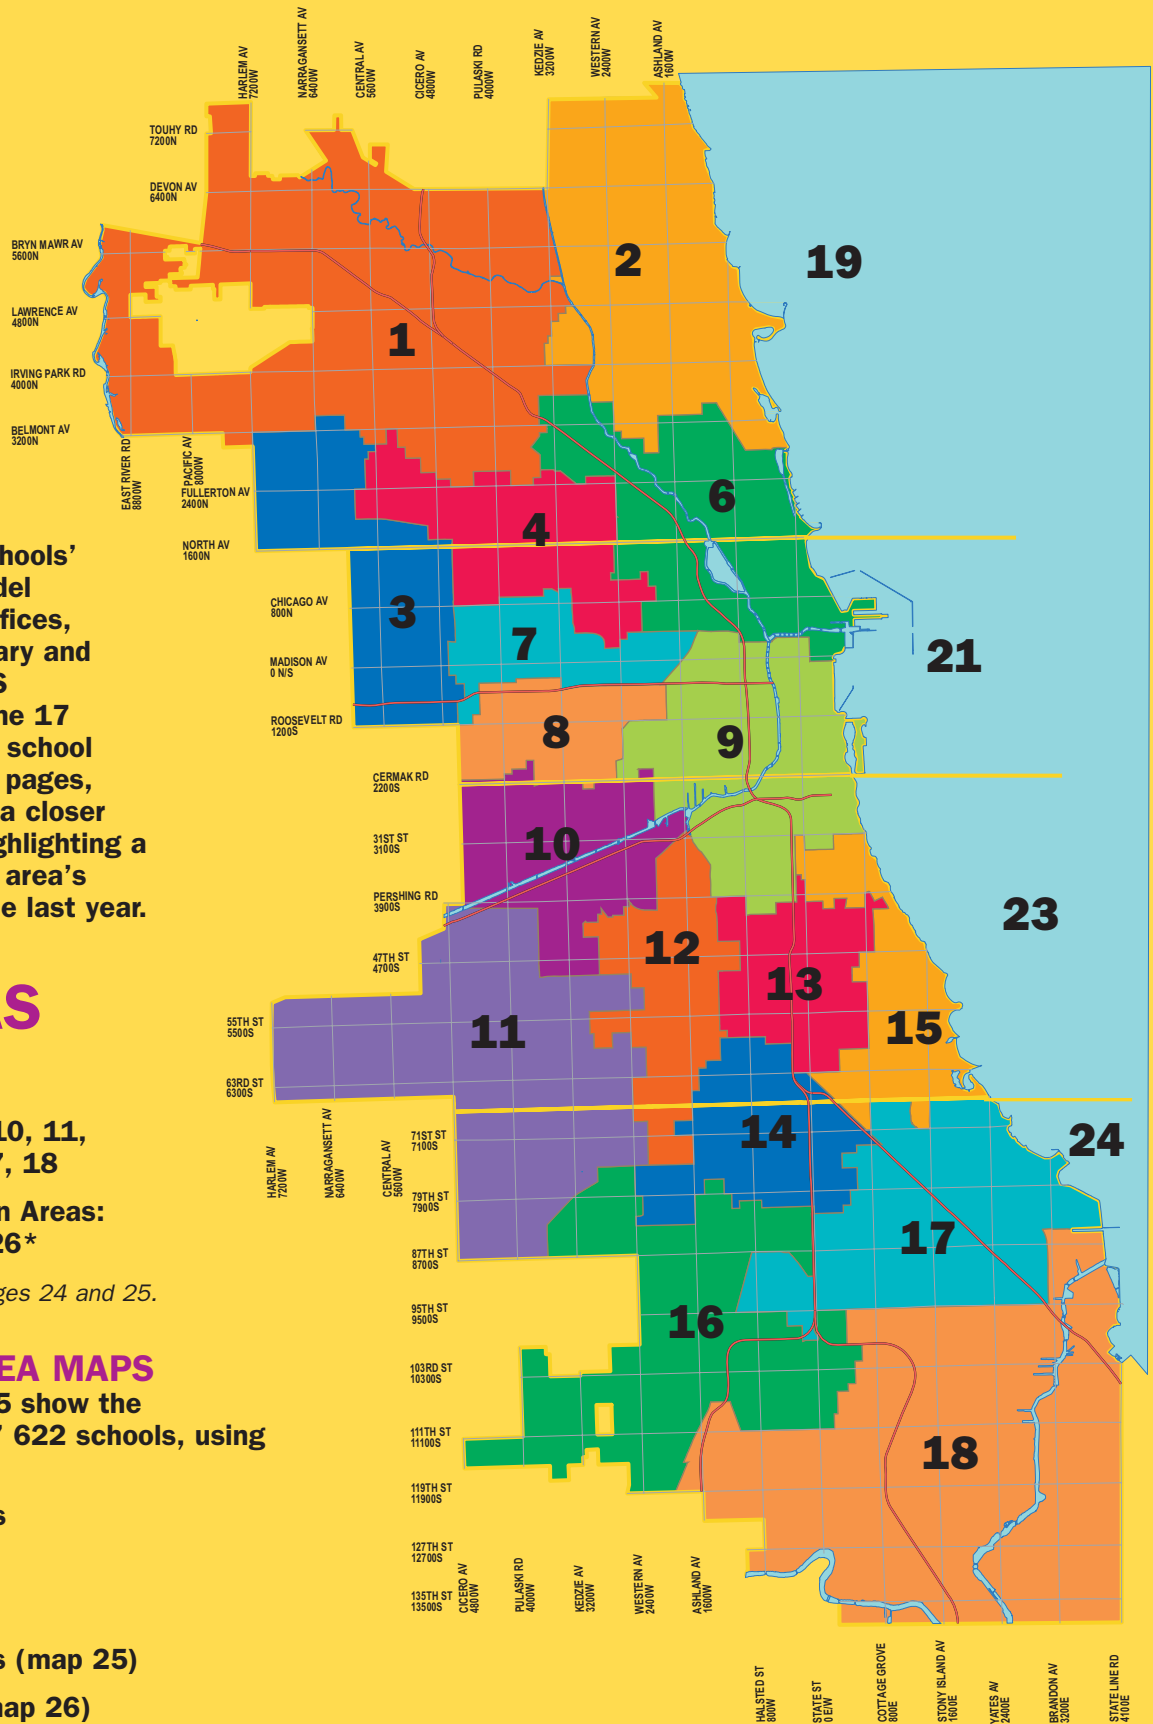 HARLEM AV
7200W
NARRAGANSETT AV
6400W
CENTRAL AV
5600W
CICERO AV
4800W
PULASKI RD
4000W
KEDZIE AV
3200W
WESTERN AV
2400W
ASHLAND AV
1600W
TOUHY RD
7200N
DEVON AV
6400N
BRYN MAWR AV
5600N
LAWRENCE AV
4800N
IRVING PARK RD
4000N
BELMONT AV
3200N
EAST RIVER RD
8800W
PACIFIC AV
8000W
FULLERTON AV
2400N
NORTH AV
1600N
CHICAGO AV
800N
MADISON AV
0 N/S
ROOSEVELT RD
1200S
CERMAK RD
2200S
31ST ST
3100S
PERSHING RD
3900S
47TH ST
4700S
55TH ST
5500S
63RD ST
6300S
HARLEM AV
7200W
NARRAGANSETT AV
6400W
CENTRAL AV
5600W
71ST ST
7100S
79TH ST
7900S
87TH ST
8700S
95TH ST
9500S
103RD ST
10300S
111TH ST
11100S
119TH ST
11900S
127TH ST
12700S
135TH ST
13500S
CICERO AV
4800W
PULASKI RD
4000W
KEDZIE AV
3200W
WESTERN AV
2400W
ASHLAND AV
1600W
HALSTED ST
800W
STATE ST
0 E/W
COTTAGE GROVE
800E
STONY ISLAND AV
1600E
YATES AV
2400E
BRANDON AV
3200E
STATE LINE RD
4100E
1
2
19
4
6
3
7
21
8
9
10
23
12
13
11
15
14
24
17
16
18
chools'
del
fices,
ary and
S
ne 17
school
pages,
a closer
ghlighting a
area's
e last year.
AS
10, 11,
7, 18
n Areas:
26*
ges 24 and 25.
EA MAPS
5 show the
' 622 schools, using
s
s (map 25)
map 26)